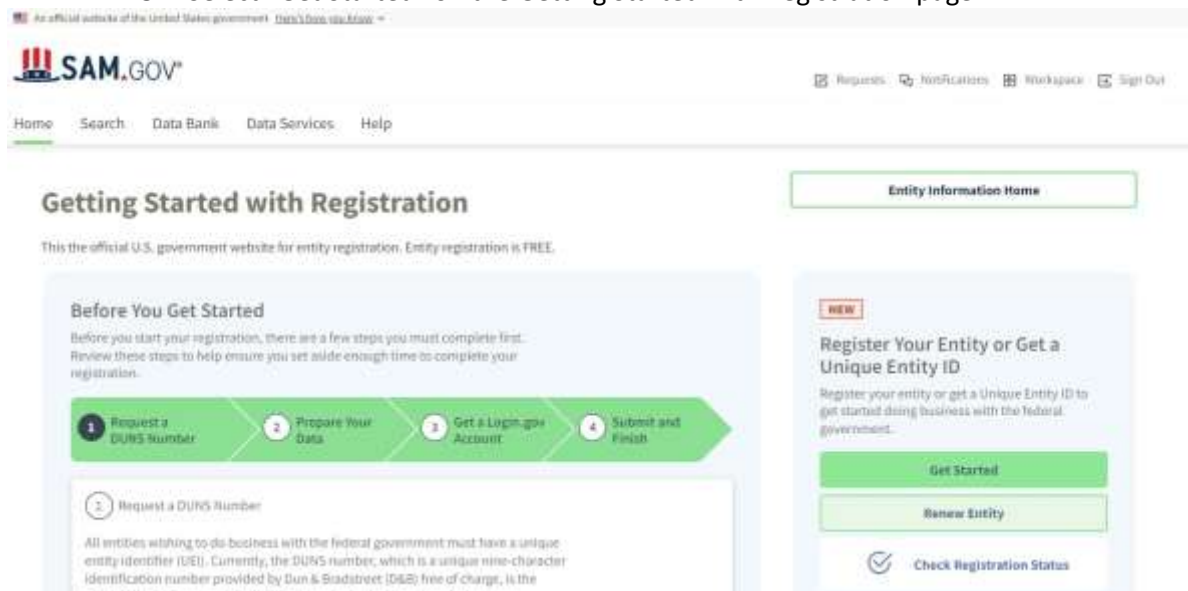 An official website of the United States government Here's how you know
SAM.GOV®
Requests Notifications Workspace Sign Out
Home Search Data Bank Data Services Help
Getting Started with Registration
This the official U.S. government website for entity registration. Entity registration is FREE.
Entity Information Home
Before You Get Started
Before you start your registration, there are a few steps you must complete first.
Review these steps to help ensure you set aside enough time to complete your
registration.
1 Request a
DUNS Number
2 Prepare Your
Data
3 Get a Login.gov
Account
4 Submit and
Finish
1 Request a DUNS Number
All entities wishing to do business with the federal government must have a unique
entity identifier (UEI). Currently, the DUNS number, which is a unique nine-character
identification number provided by Dun & Bradstreet (D&B) free of charge, is the
NEW
Register Your Entity or Get a
Unique Entity ID
Register your entity or get a Unique Entity ID to
get started doing business with the federal
government.
Get Started
Renew Entity
Check Registration Status